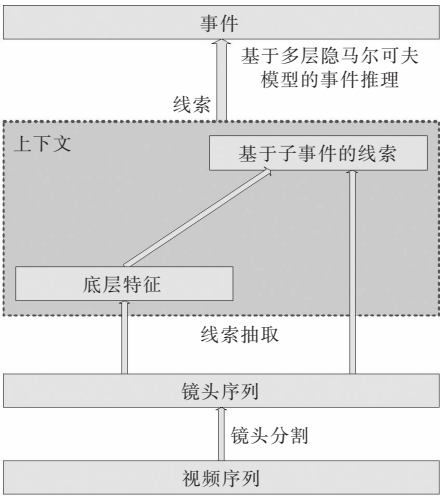 事件
基于多层隐马尔可夫
模型的事件推理
线索
上下文
基于子事件的线索
底层特征
线索抽取
镜头序列
镜头分割
视频序列